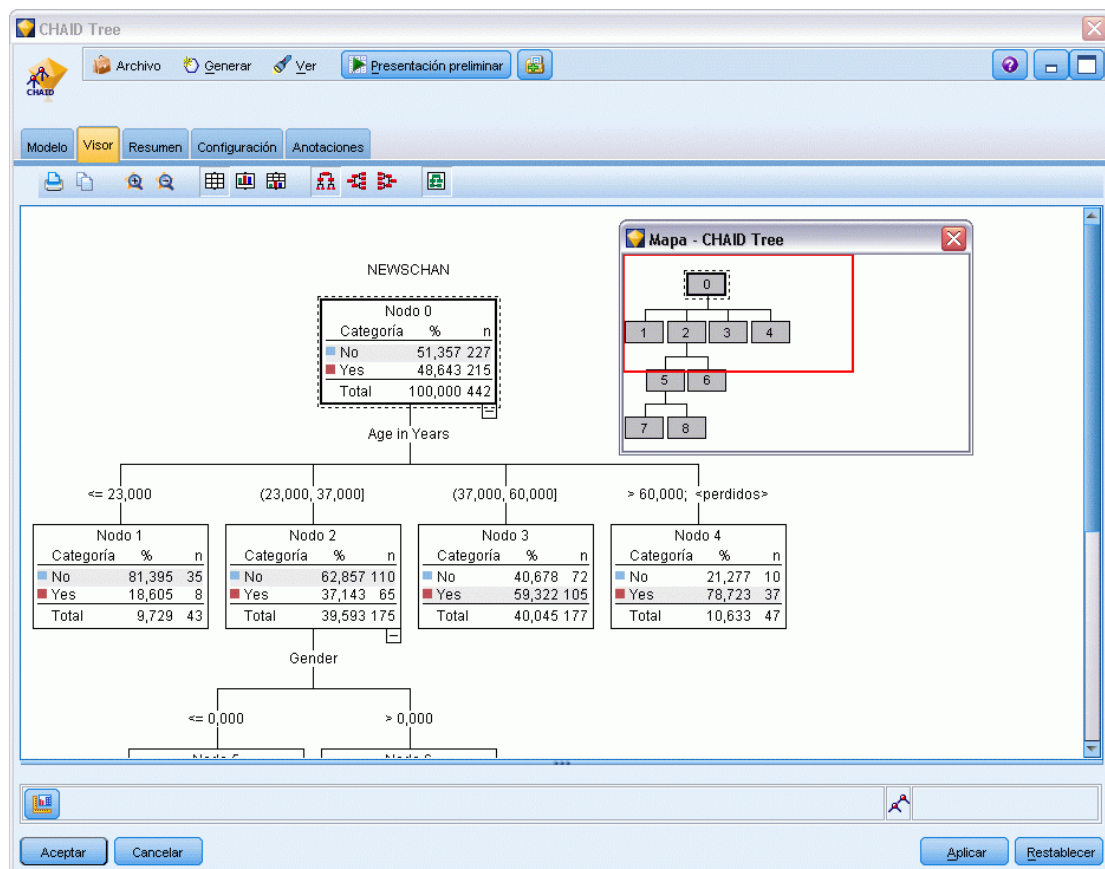 CHAID Tree
CHAID
Archivo Generar Ver Presentación preliminar
Modelo Visor Resumen Configuración Anotaciones
NEWSCHAN
Nodo 0
Categoría % n
No 51,357 227
Yes 48,643 215
Total 100,000 442
Age in Years
<= 23,000
(23,000, 37,000]
(37,000, 60,000]
> 60,000; <perdidos>
Nodo 1
Categoría % n
No 81,395 35
Yes 18,605 8
Total 9,729 43
Nodo 2
Categoría % n
No 62,857 110
Yes 37,143 65
Total 39,593 175
Nodo 3
Categoría % n
No 40,678 72
Yes 59,322 105
Total 40,045 177
Nodo 4
Categoría % n
No 21,277 10
Yes 78,723 37
Total 10,633 47
Gender
<= 0,000
> 0,000
Nodo 5
Nodo 6
Mapa - CHAID Tree
0
1 2 3 4
5 6
7 8
Aceptar Cancelar Aplicar Restablecer